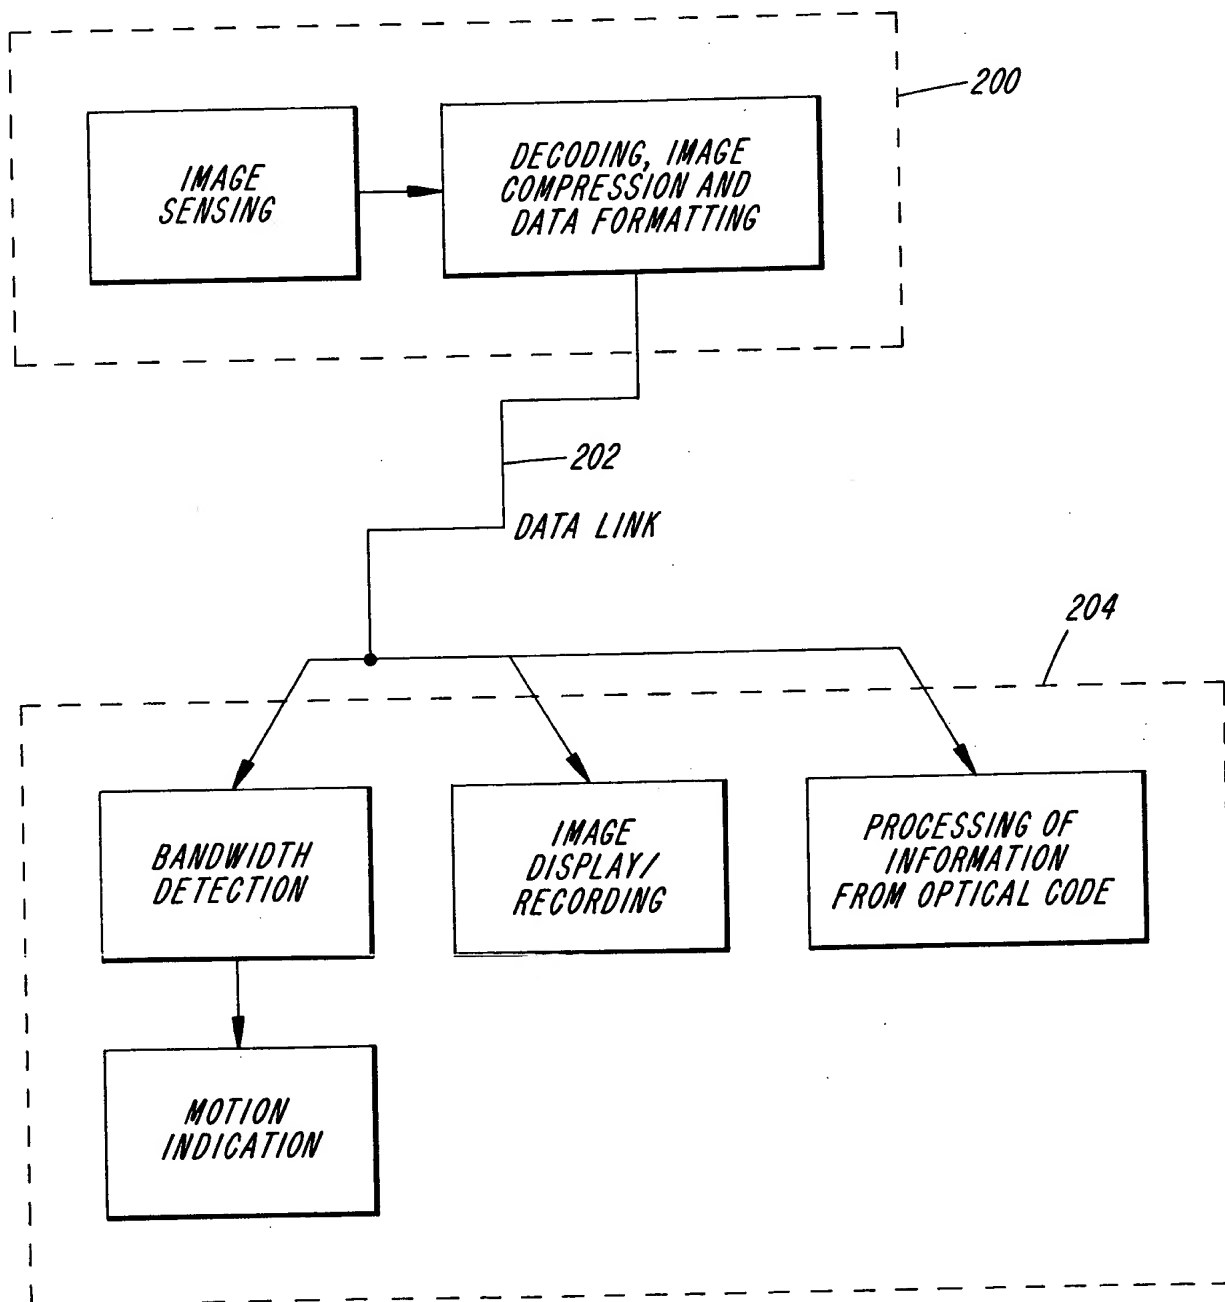 200
IMAGE
SENSING
DECODING, IMAGE
COMPRESSION AND
DATA FORMATTING
202
DATA LINK
204
BANDWIDTH
DETECTION
IMAGE
DISPLAY/
RECORDING
PROCESSING OF
INFORMATION
FROM OPTICAL CODE
MOTION
INDICATION